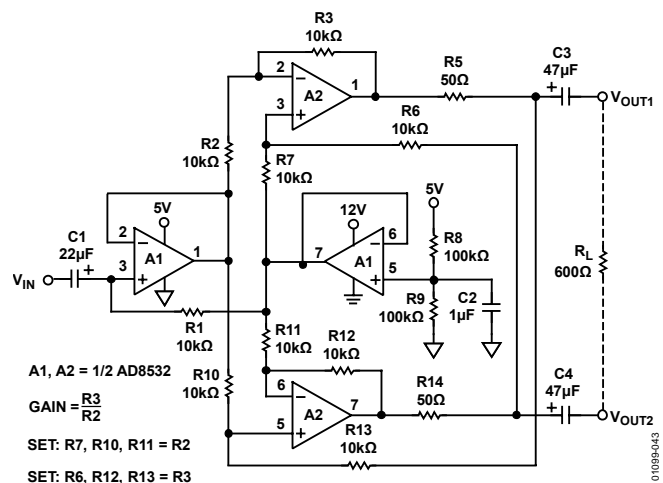 R3
10kΩ
2
1
A2
3
R5
50Ω
C3
47µF
VOUT1
R6
10kΩ
R2
10kΩ
R7
10kΩ
5V
2
A1
1
3
C1
22µF
VIN
R1
10kΩ
12V
6
7
A1
5
5V
R8
100kΩ
R9
100kΩ
C2
1µF
RL
600Ω
R11
10kΩ
R12
10kΩ
R10
10kΩ
6
A2
7
5
R14
50Ω
C4
47µF
VOUT2
R13
10kΩ
A1, A2 = 1/2 AD8532
GAIN = R3
R2
SET: R7, R10, R11 = R2
SET: R6, R12, R13 = R3
01099-043